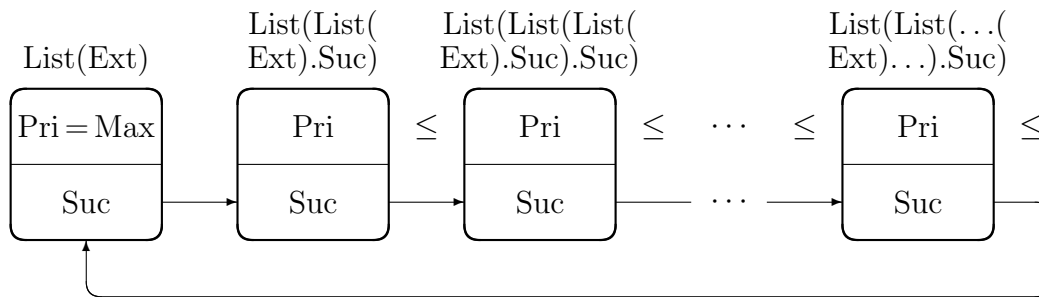 List(Ext)
List(List(
Ext).Suc)
List(List(List(
Ext).Suc).Suc)
List(List(...(
Ext)...).Suc)
Pri = Max
Pri ≤ Pri ≤ ··· ≤ Pri ≤
Suc
Suc
Suc
···
Suc